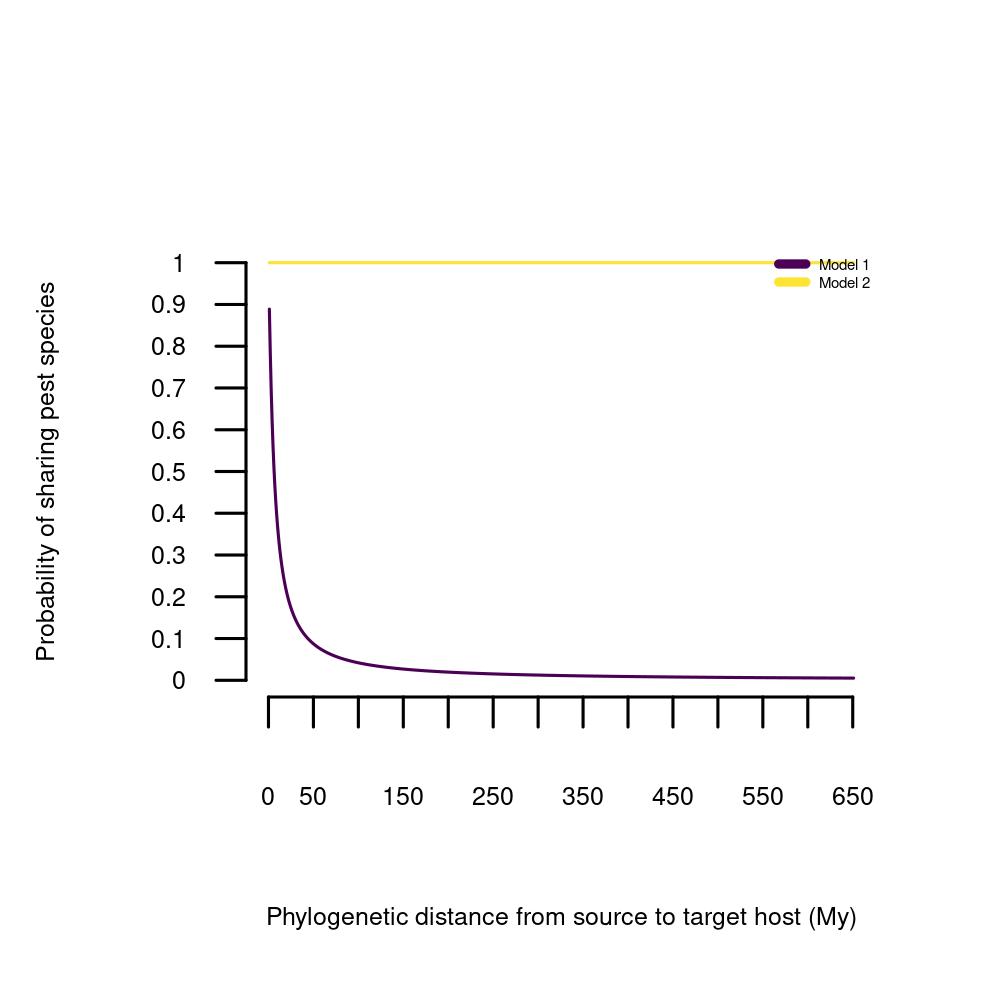 Probability of sharing pest species
1
0.9
0.8
0.7
0.6
0.5
0.4
0.3
0.2
0.1
0
Model 1
Model 2
0 50 150 250 350 450 550 650
Phylogenetic distance from source to target host (My)